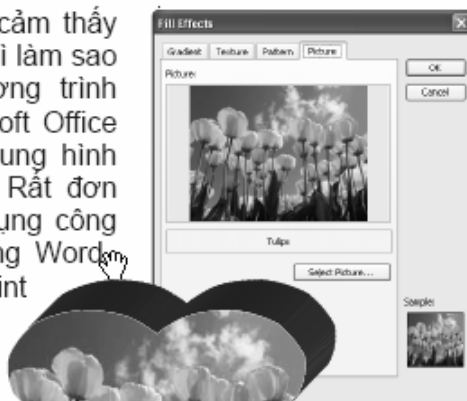 cảm thấy
ì làm sao
ơng trình
oft Office
ung hình
Rất đơn
ụng công
ng Word,
int
Fill Effects
Gradient Texture Pattern Picture
Picture:
OK
Cancel
Tulips
Select Picture...
Sample: